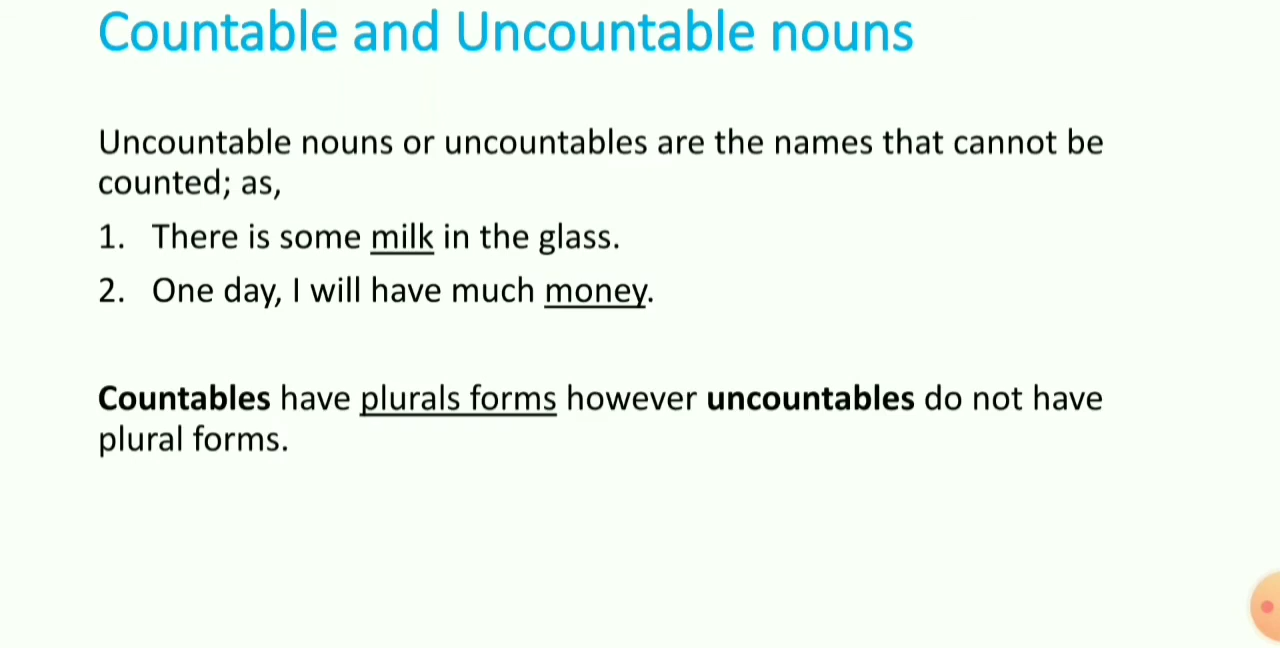 Countable and Uncountable nouns
Uncountable nouns or uncountables are the names that cannot be
counted; as,
1. There is some milk in the glass.
2. One day, I will have much money.
Countables have plurals forms however uncountables do not have
plural forms.